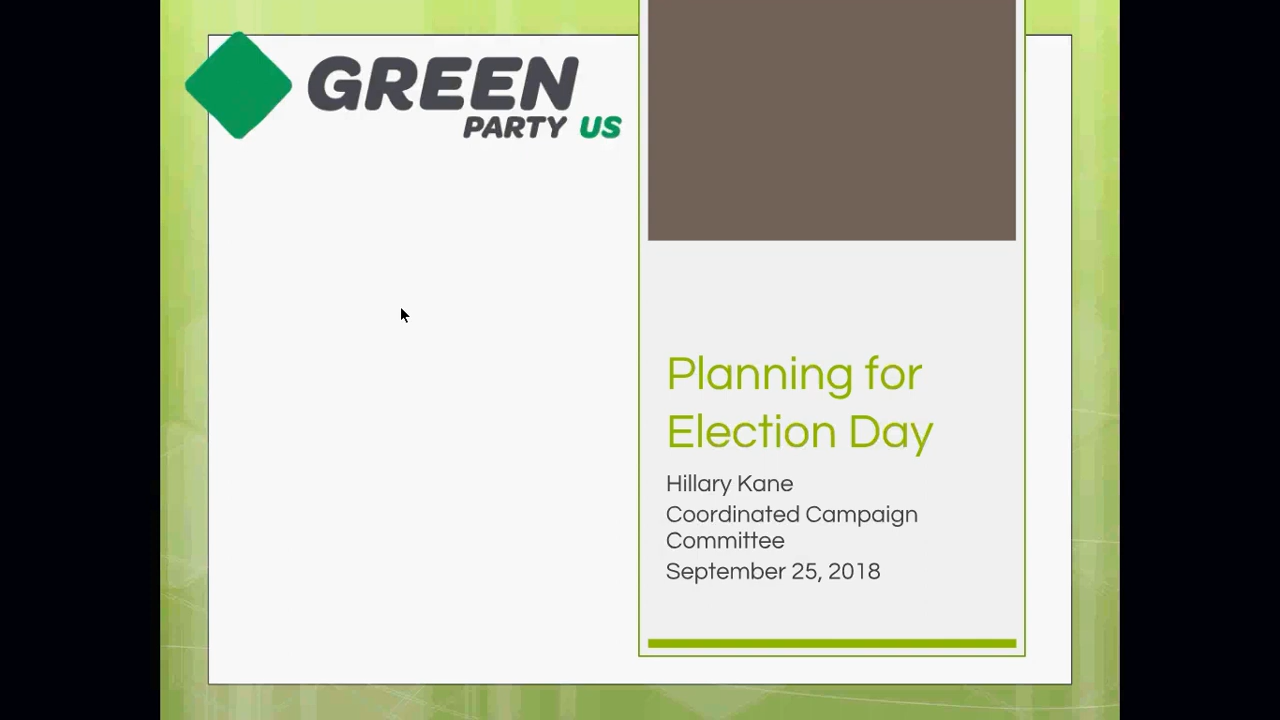 GREEN
PARTY US
Planning for
Election Day
Hillary Kane
Coordinated Campaign
Committee
September 25, 2018